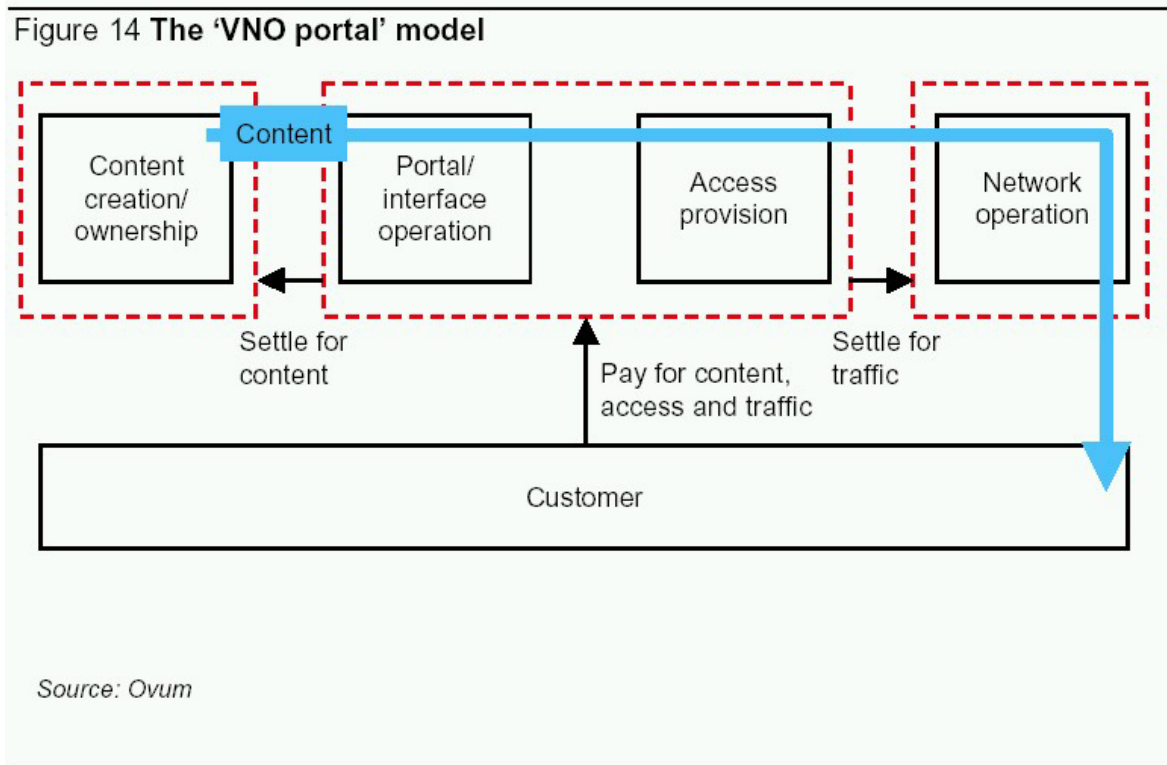 Figure 14 The ‘VNO portal’ model
Content
creation/
ownership
Content
Portal/
interface
operation
Access
provision
Network
operation
Settle for
content
Pay for content,
access and traffic
Settle for
traffic
Customer
Source: Ovum